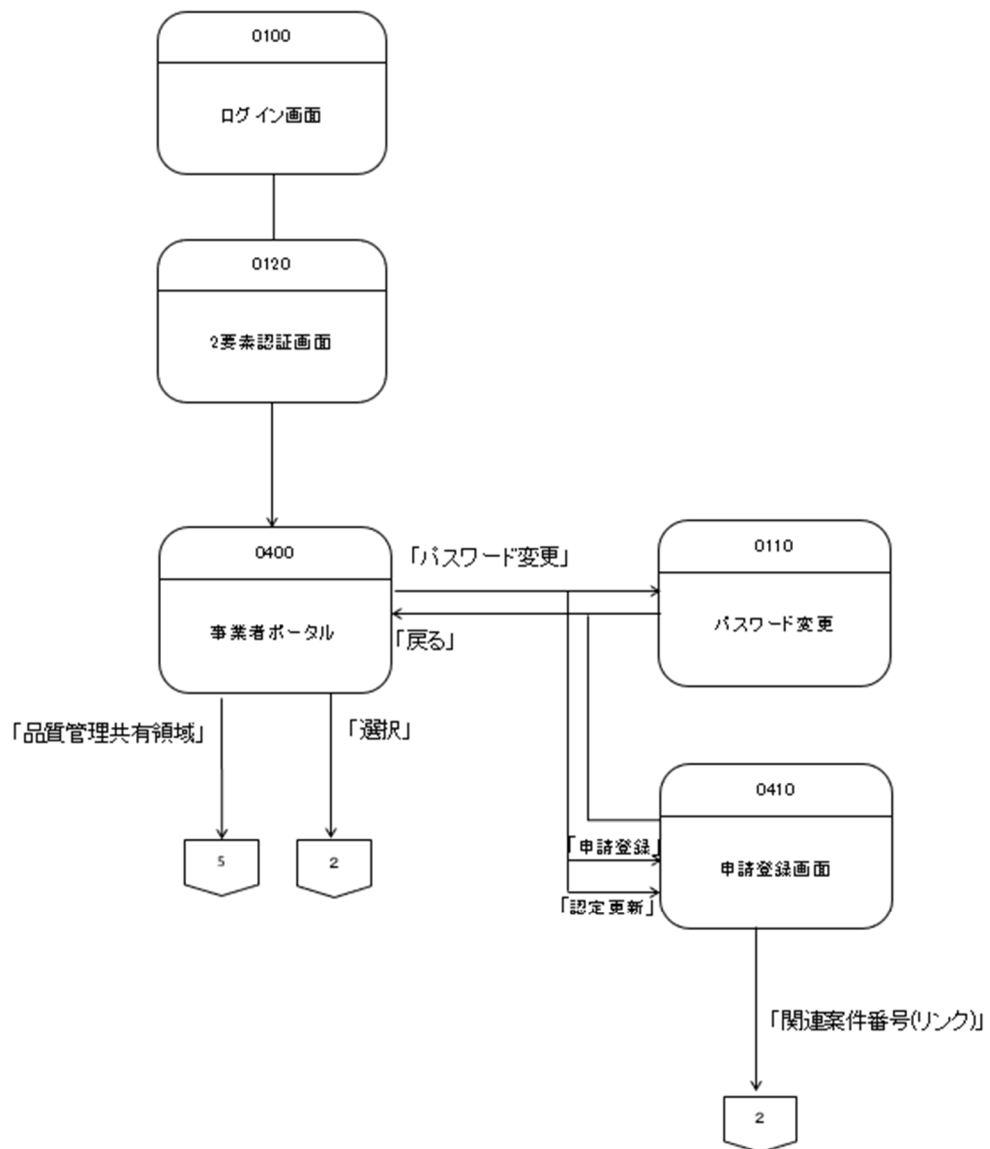 0100
ログイン画面
0120
2要素認証画面
0400
事業者ポータル
「パスワード変更」
「戻る」
0110
パスワード変更
「品質管理共有領域」
「選択」
5
2
0410
申請登録画面
「申請登録」
「認定更新」
「関連案件番号(リンク)」
2